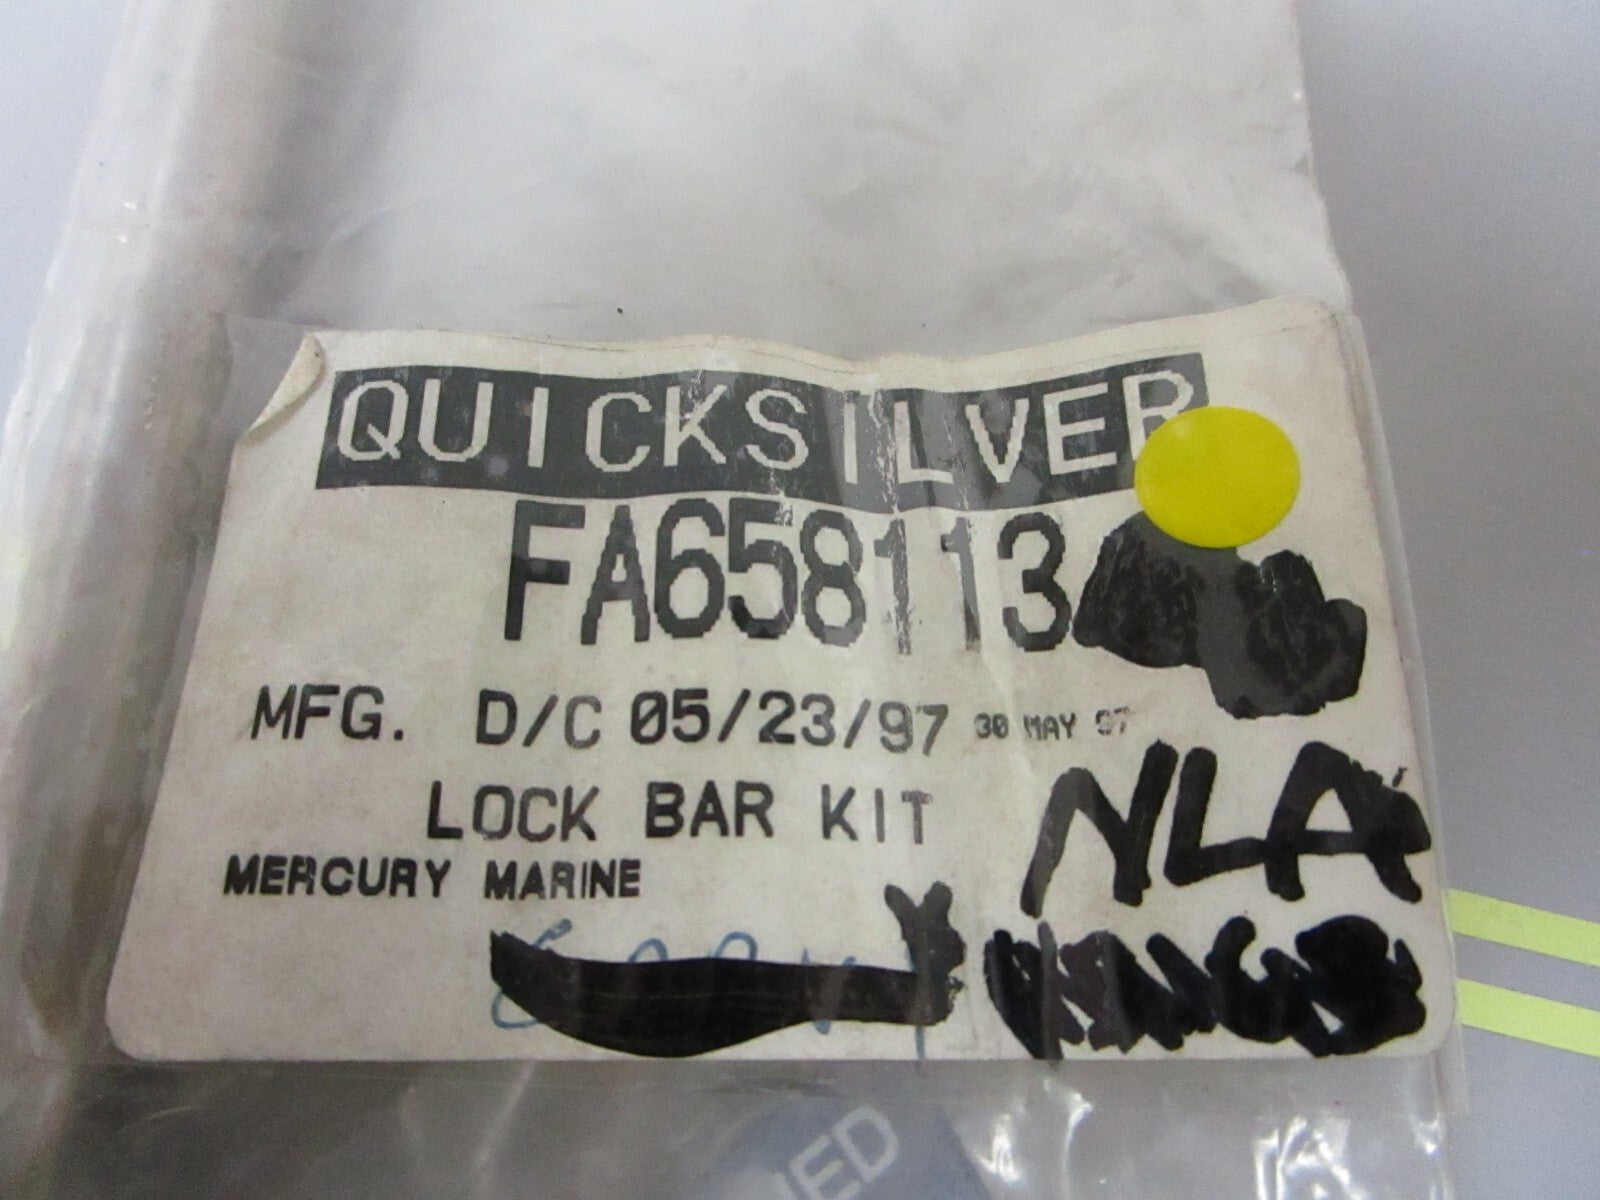 QUICKSILVER
FA658113
MFG. D/C 05/23/97 30 MAY 97
LOCK BAR KIT
NLA
MERCURY MARINE